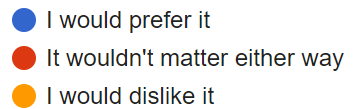 I would prefer it
It wouldn't matter either way
I would dislike it